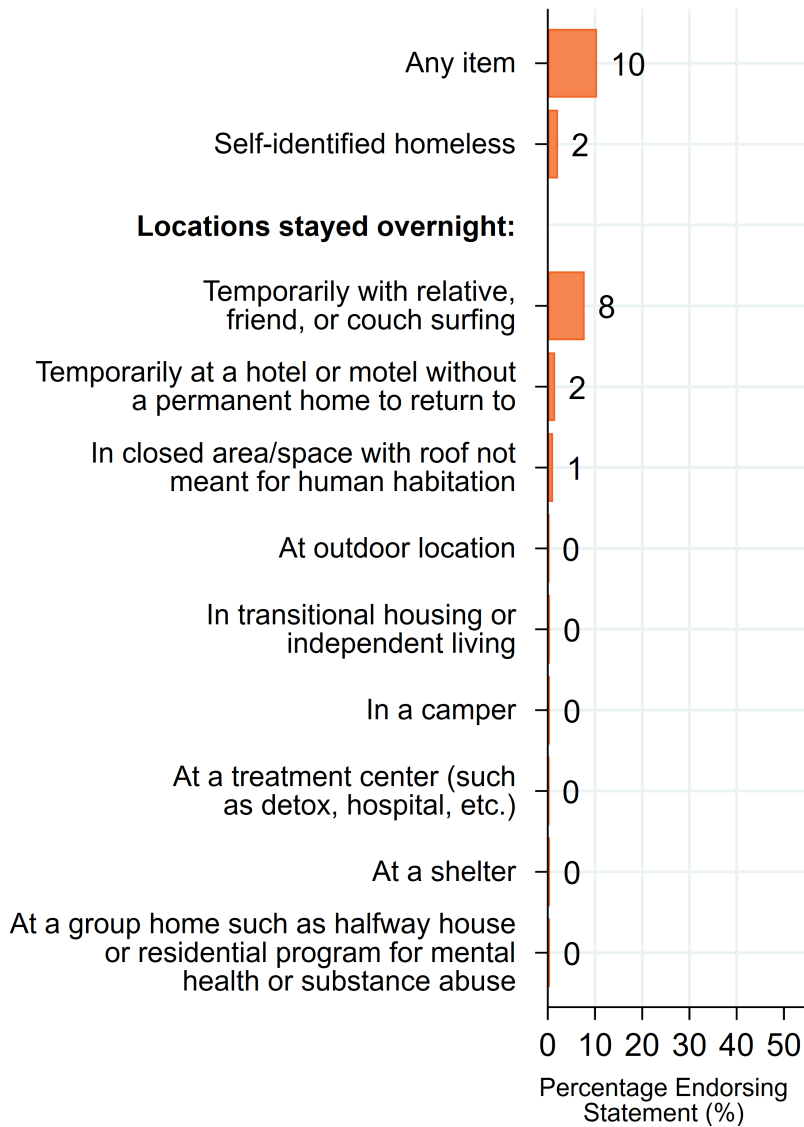 Any item
10
Self-identified homeless
2
Locations stayed overnight:
Temporarily with relative,
friend, or couch surfing
8
Temporarily at a hotel or motel without
a permanent home to return to
2
In closed area/space with roof not
meant for human habitation
1
At outdoor location
0
In transitional housing or
independent living
0
In a camper
0
At a treatment center (such
as detox, hospital, etc.)
0
At a shelter
0
At a group home such as halfway house
or residential program for mental
health or substance abuse
0
0 10 20 30 40 50
Percentage Endorsing
Statement (%)